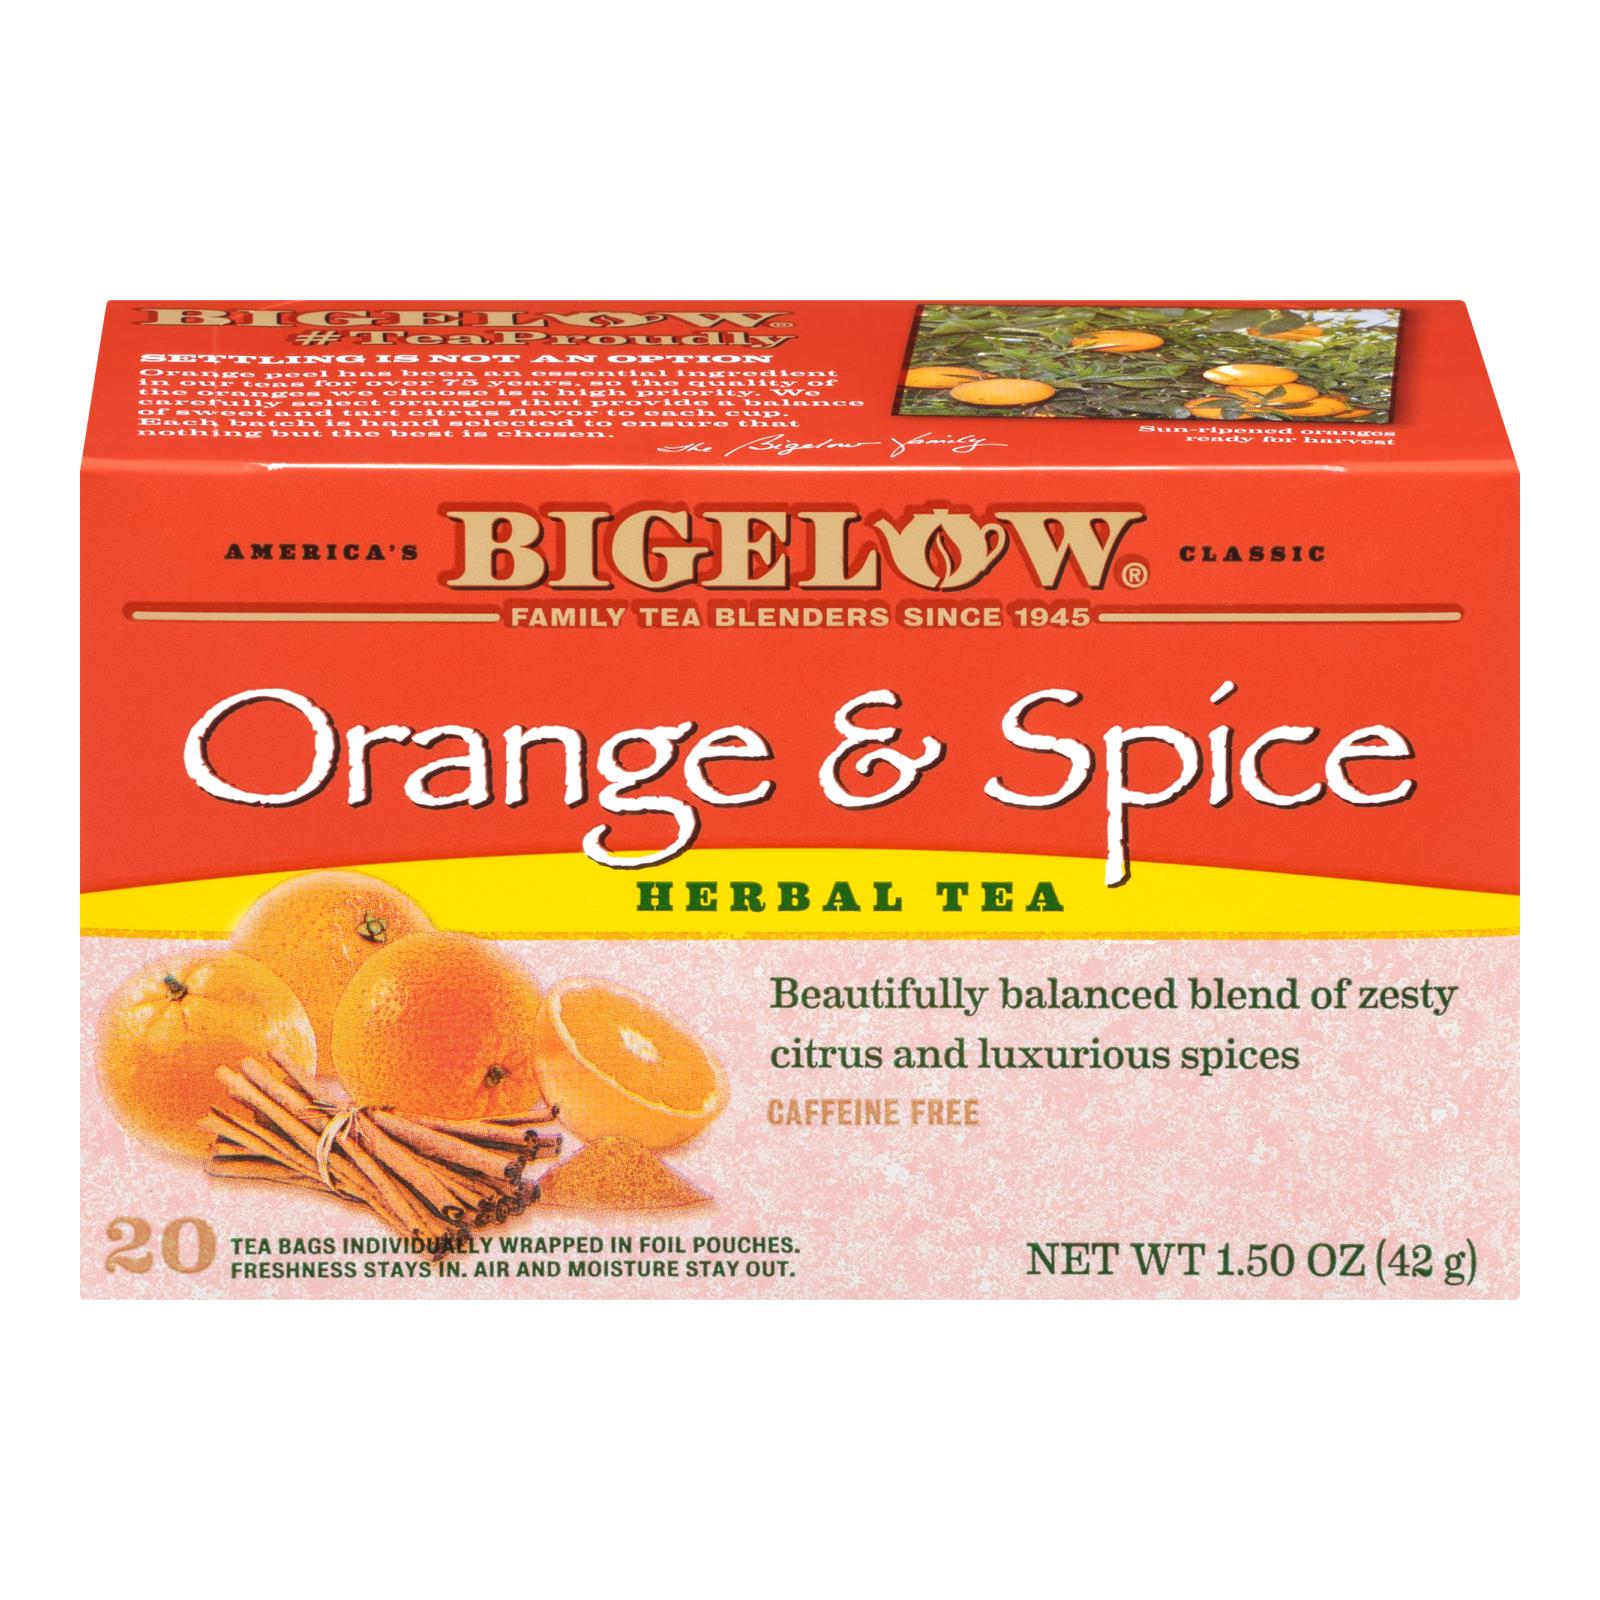 BIGELOW®
#TeaProudly
SETTLING IS NOT AN OPTION
Orange peel has been an essential ingredient
in our teas for over 75 years, so the quality of
the oranges we choose is a high priority. We
carefully select oranges that provide a balance
of sweet and tart citrus flavor to each cup.
Each batch is hand selected to ensure that
nothing but the best is chosen.
The Bigelow family
Sun-ripened oranges
ready for harvest
AMERICA'S BIGELOW® CLASSIC
FAMILY TEA BLENDERS SINCE 1945
Orange & Spice
HERBAL TEA
Beautifully balanced blend of zesty
citrus and luxurious spices
CAFFEINE FREE
20 TEA BAGS INDIVIDUALLY WRAPPED IN FOIL POUCHES.
FRESHNESS STAYS IN. AIR AND MOISTURE STAY OUT.
NET WT 1.50 OZ (42 g)